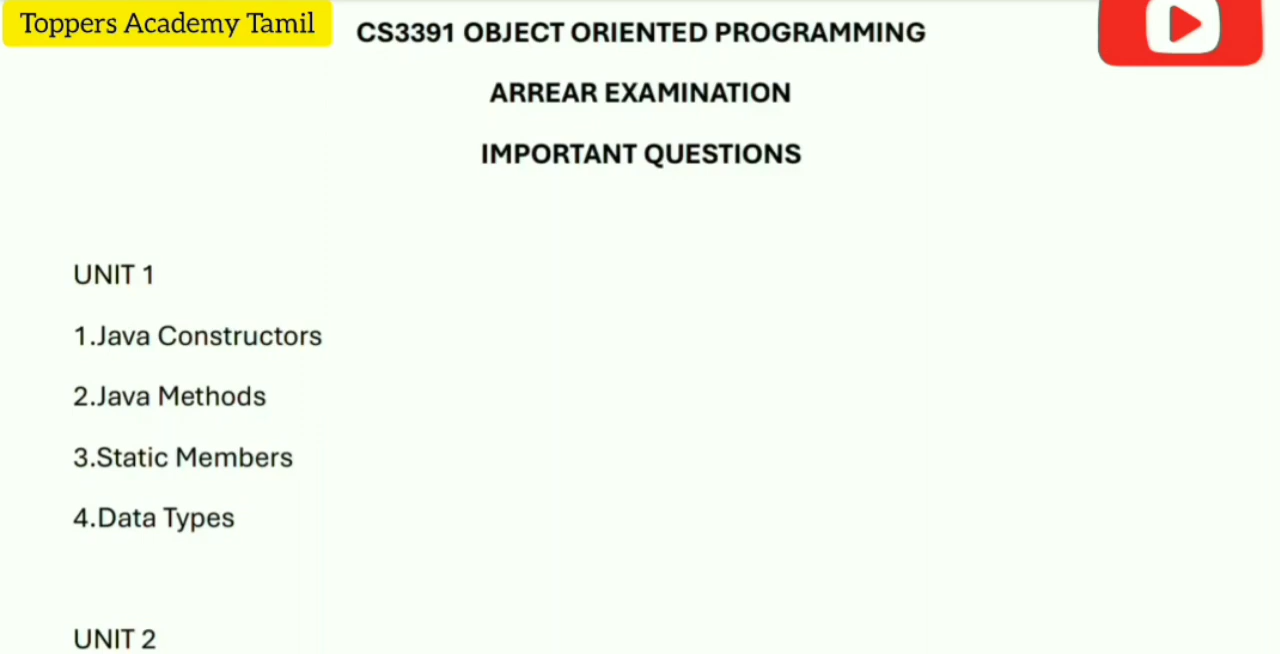 Toppers Academy Tamil
CS3391 OBJECT ORIENTED PROGRAMMING
ARREAR EXAMINATION
IMPORTANT QUESTIONS
UNIT 1
1.Java Constructors
2.Java Methods
3.Static Members
4.Data Types
UNIT 2